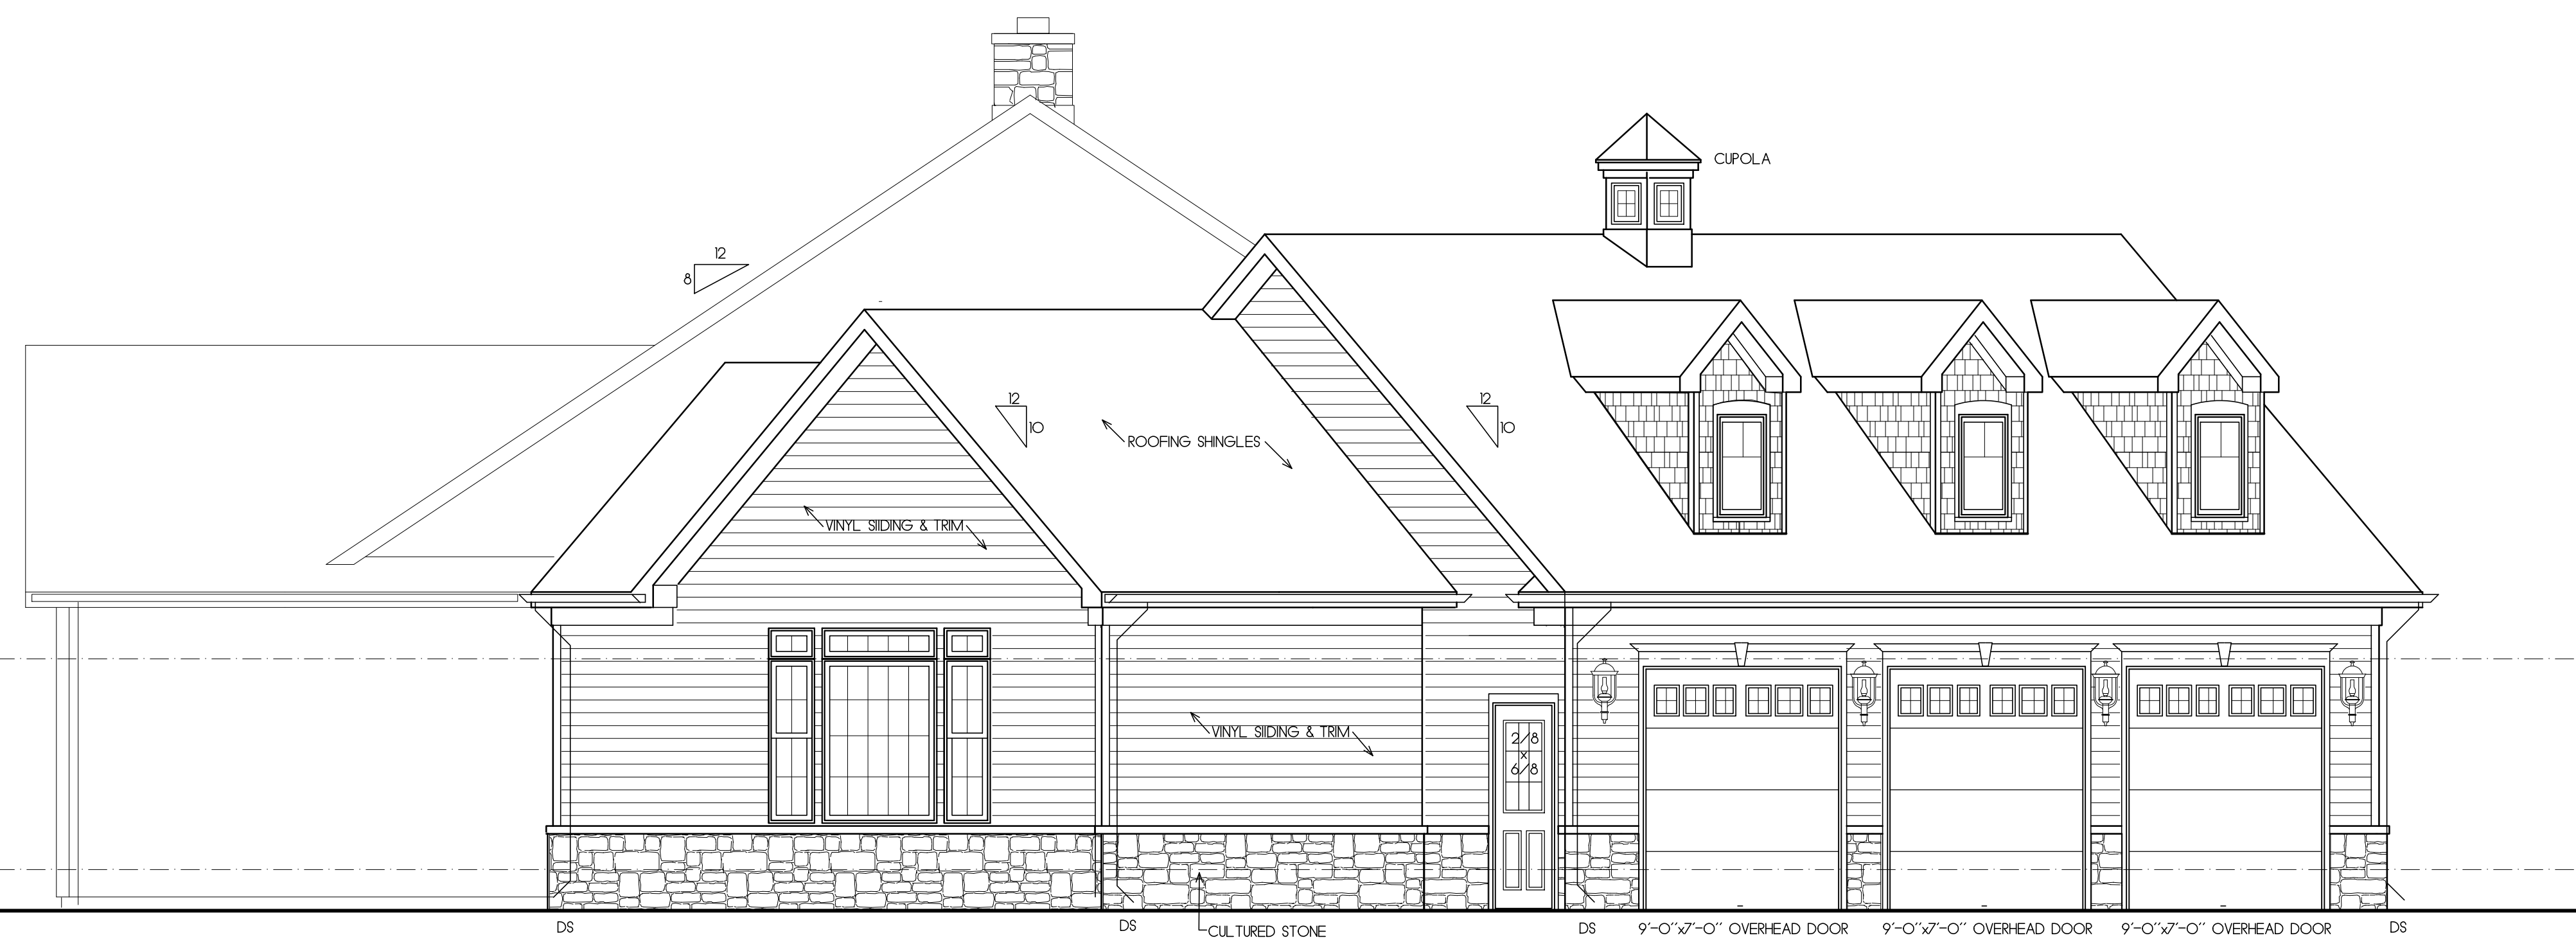 CUPOLA
12
8
12
10
12
10
ROOFING SHINGLES
VINYL SIIDING & TRIM
VINYL SIIDING & TRIM
2/8
x
6/8
DS
DS
CULTURED STONE
DS
9'-0"x7'-0" OVERHEAD DOOR
9'-0"x7'-0" OVERHEAD DOOR
9'-0"x7'-0" OVERHEAD DOOR
DS